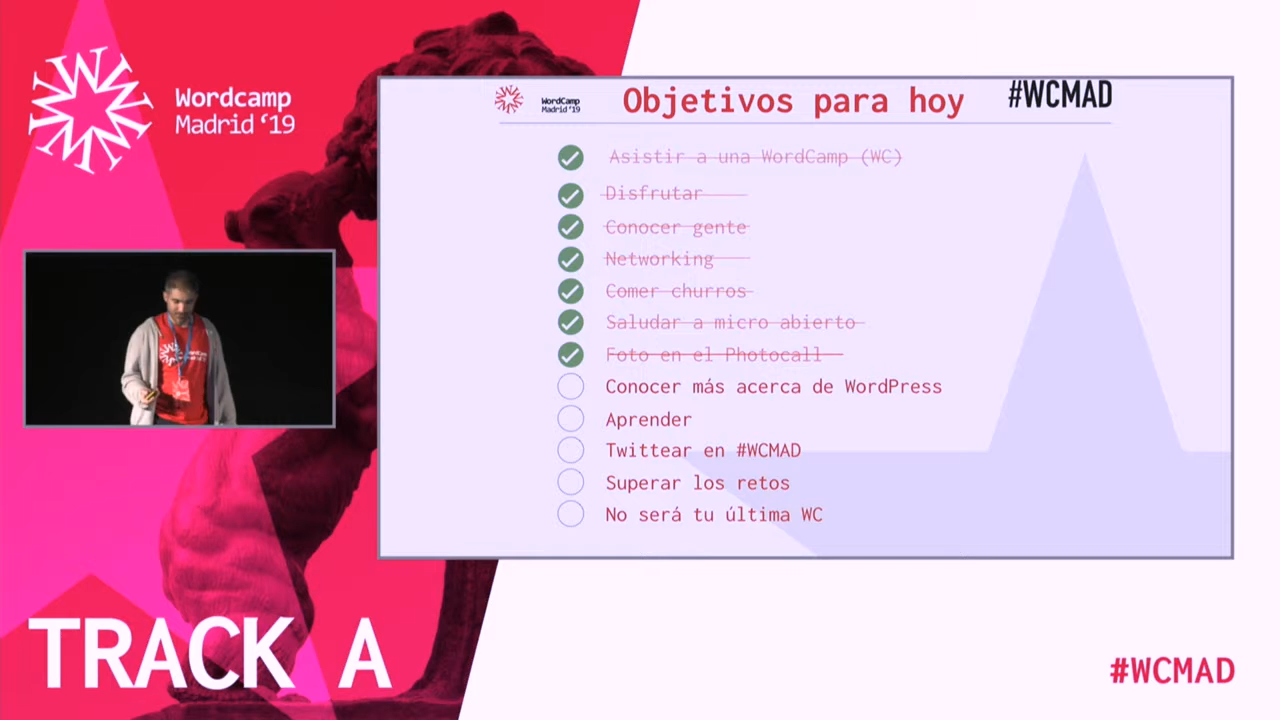 Wordcamp
Madrid '19
WordCamp
Madrid '19
Objetivos para hoy
#WCMAD
Asistir a una WordCamp (WC)
Disfrutar
Conocer gente
Networking
Comer churros
Saludar a micro abierto
Foto en el Photocall
Conocer más acerca de WordPress
Aprender
Twittear en #WCMAD
Superar los retos
No será tu última WC
TRACK A
#WCMAD